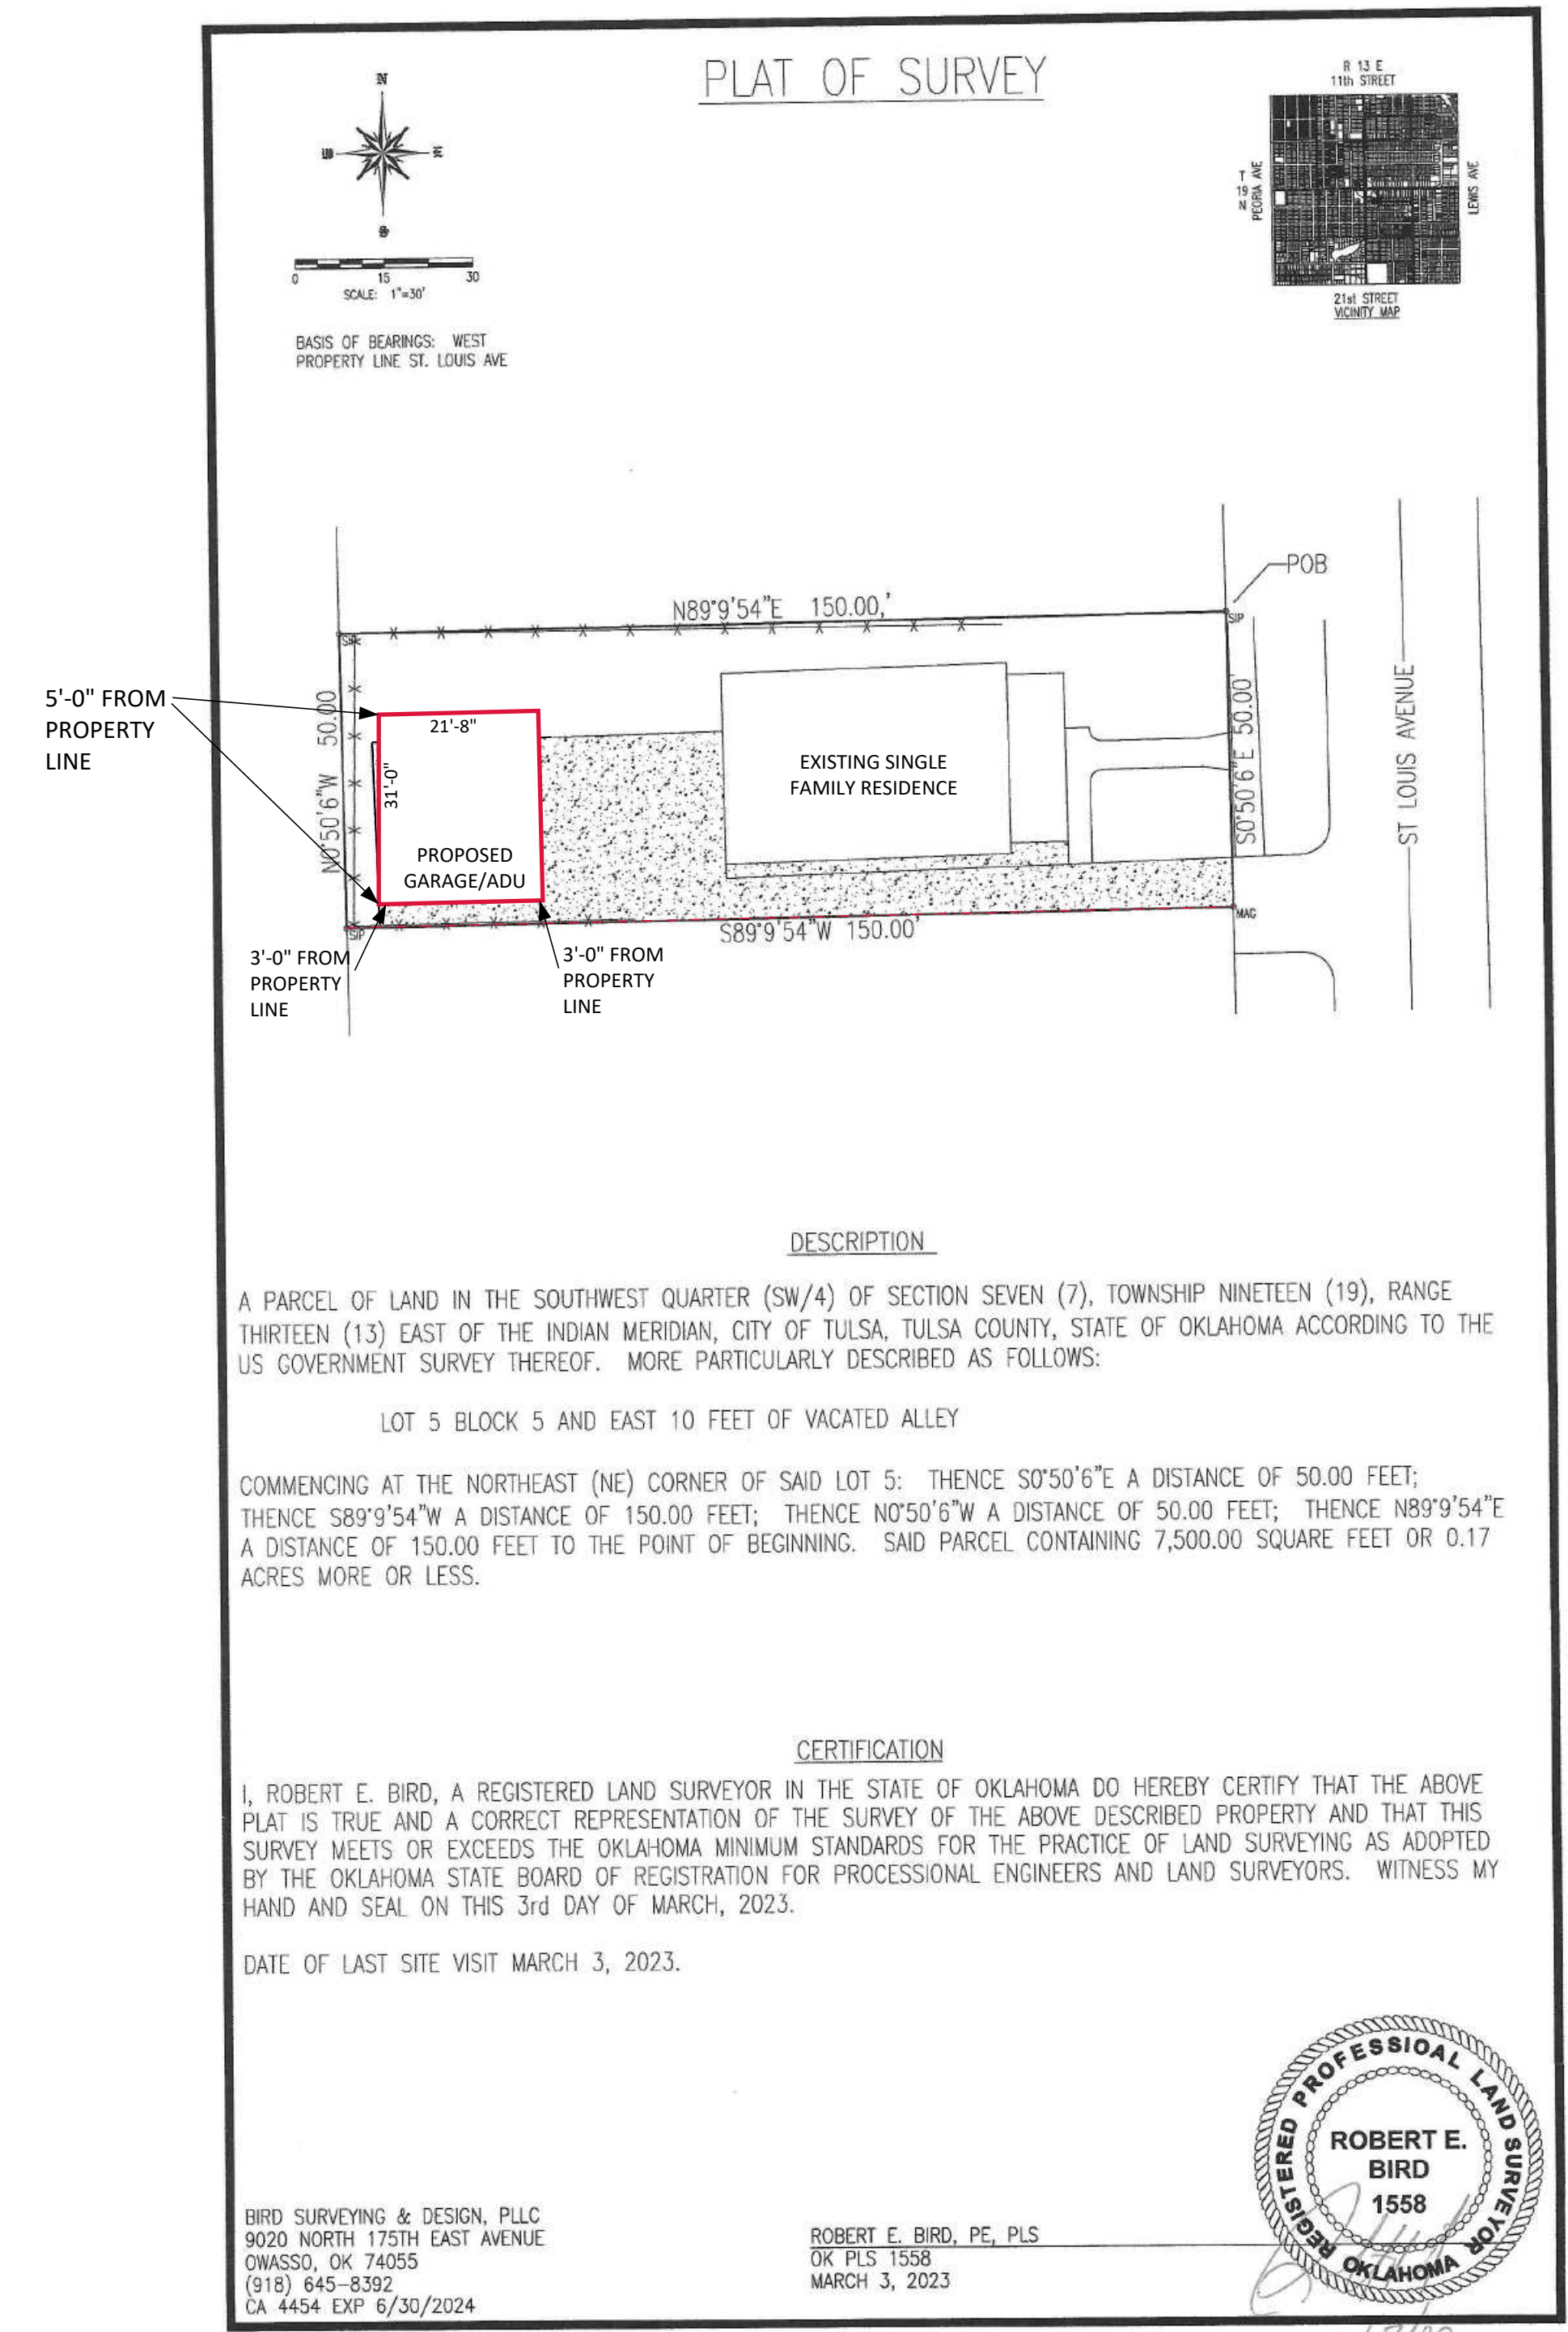 PLAT OF SURVEY
N
W
E
S
0 15 30
SCALE: 1"=30'
BASIS OF BEARINGS: WEST
PROPERTY LINE ST. LOUIS AVE
R 13 E
11th STREET
T
19
N
PEORIA AVE
LEWIS AVE
21st STREET
VICINITY MAP
POB
N89°9'54"E 150.00,'
SIP
SIP
5'-0" FROM
PROPERTY
LINE
N0°50'6"W 50.00
21'-8"
31'-0"
PROPOSED
GARAGE/ADU
EXISTING SINGLE
FAMILY RESIDENCE
S0°50'6"E 50.00'
ST LOUIS AVENUE
SIP
S89°9'54"W 150.00'
MAG
3'-0" FROM
PROPERTY
LINE
3'-0" FROM
PROPERTY
LINE
DESCRIPTION
A PARCEL OF LAND IN THE SOUTHWEST QUARTER (SW/4) OF SECTION SEVEN (7), TOWNSHIP NINETEEN (19), RANGE
THIRTEEN (13) EAST OF THE INDIAN MERIDIAN, CITY OF TULSA, TULSA COUNTY, STATE OF OKLAHOMA ACCORDING TO THE
US GOVERNMENT SURVEY THEREOF. MORE PARTICULARLY DESCRIBED AS FOLLOWS:
LOT 5 BLOCK 5 AND EAST 10 FEET OF VACATED ALLEY
COMMENCING AT THE NORTHEAST (NE) CORNER OF SAID LOT 5: THENCE S0°50'6"E A DISTANCE OF 50.00 FEET;
THENCE S89°9'54"W A DISTANCE OF 150.00 FEET; THENCE N0°50'6"W A DISTANCE OF 50.00 FEET; THENCE N89°9'54"E
A DISTANCE OF 150.00 FEET TO THE POINT OF BEGINNING. SAID PARCEL CONTAINING 7,500.00 SQUARE FEET OR 0.17
ACRES MORE OR LESS.
CERTIFICATION
I, ROBERT E. BIRD, A REGISTERED LAND SURVEYOR IN THE STATE OF OKLAHOMA DO HEREBY CERTIFY THAT THE ABOVE
PLAT IS TRUE AND A CORRECT REPRESENTATION OF THE SURVEY OF THE ABOVE DESCRIBED PROPERTY AND THAT THIS
SURVEY MEETS OR EXCEEDS THE OKLAHOMA MINIMUM STANDARDS FOR THE PRACTICE OF LAND SURVEYING AS ADOPTED
BY THE OKLAHOMA STATE BOARD OF REGISTRATION FOR PROCESSIONAL ENGINEERS AND LAND SURVEYORS. WITNESS MY
HAND AND SEAL ON THIS 3rd DAY OF MARCH, 2023.
DATE OF LAST SITE VISIT MARCH 3, 2023.
REGISTERED PROFESSIOAL LAND SURVEYOR
ROBERT E.
BIRD
1558
OKLAHOMA
BIRD SURVEYING & DESIGN, PLLC
9020 NORTH 175TH EAST AVENUE
OWASSO, OK 74055
(918) 645-8392
CA 4454 EXP 6/30/2024
ROBERT E. BIRD, PE, PLS
OK PLS 1558
MARCH 3, 2023